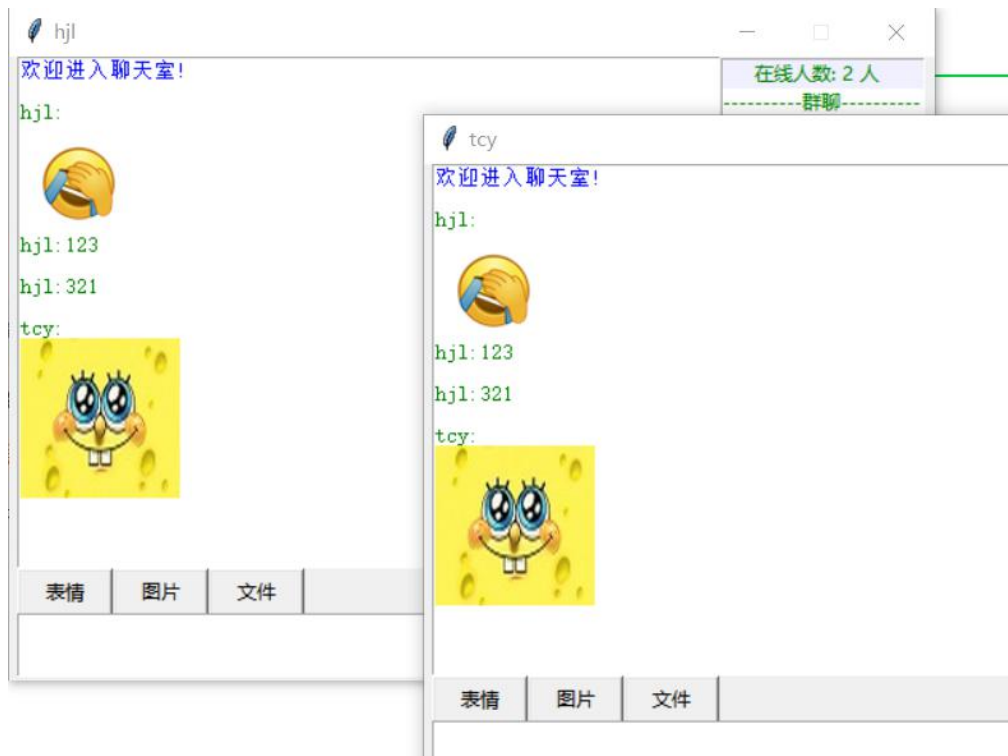 hjl
欢迎进入聊天室!
在线人数: 2 人
----------群聊----------
hjl:
hjl:123
hjl:321
tcy:
表情 图片 文件
tcy
欢迎进入聊天室!
hjl:
hjl:123
hjl:321
tcy:
表情 图片 文件